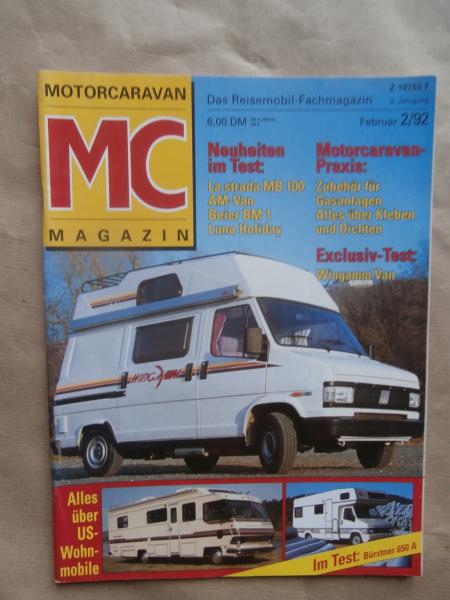 MOTORCARAVAN
MC
MAGAZIN
Z 10703 F
Das Reisemobil-Fachmagazin
3. Jahrgang
6,00 DM
Februar 2/92
Neuheiten
im Test:
La strada MB 100
AM-Van
Beier BM 1
Luna Holiday
Motorcaravan-
Praxis:
Zubehör für
Gasanlagen
Alles über Kleben
und Dichten
Exclusiv-Test:
Wingamm Van
WINGAMM
FIAT
Alles
über
US-
Wohn-
mobile
Im Test: Bürstner 650 A